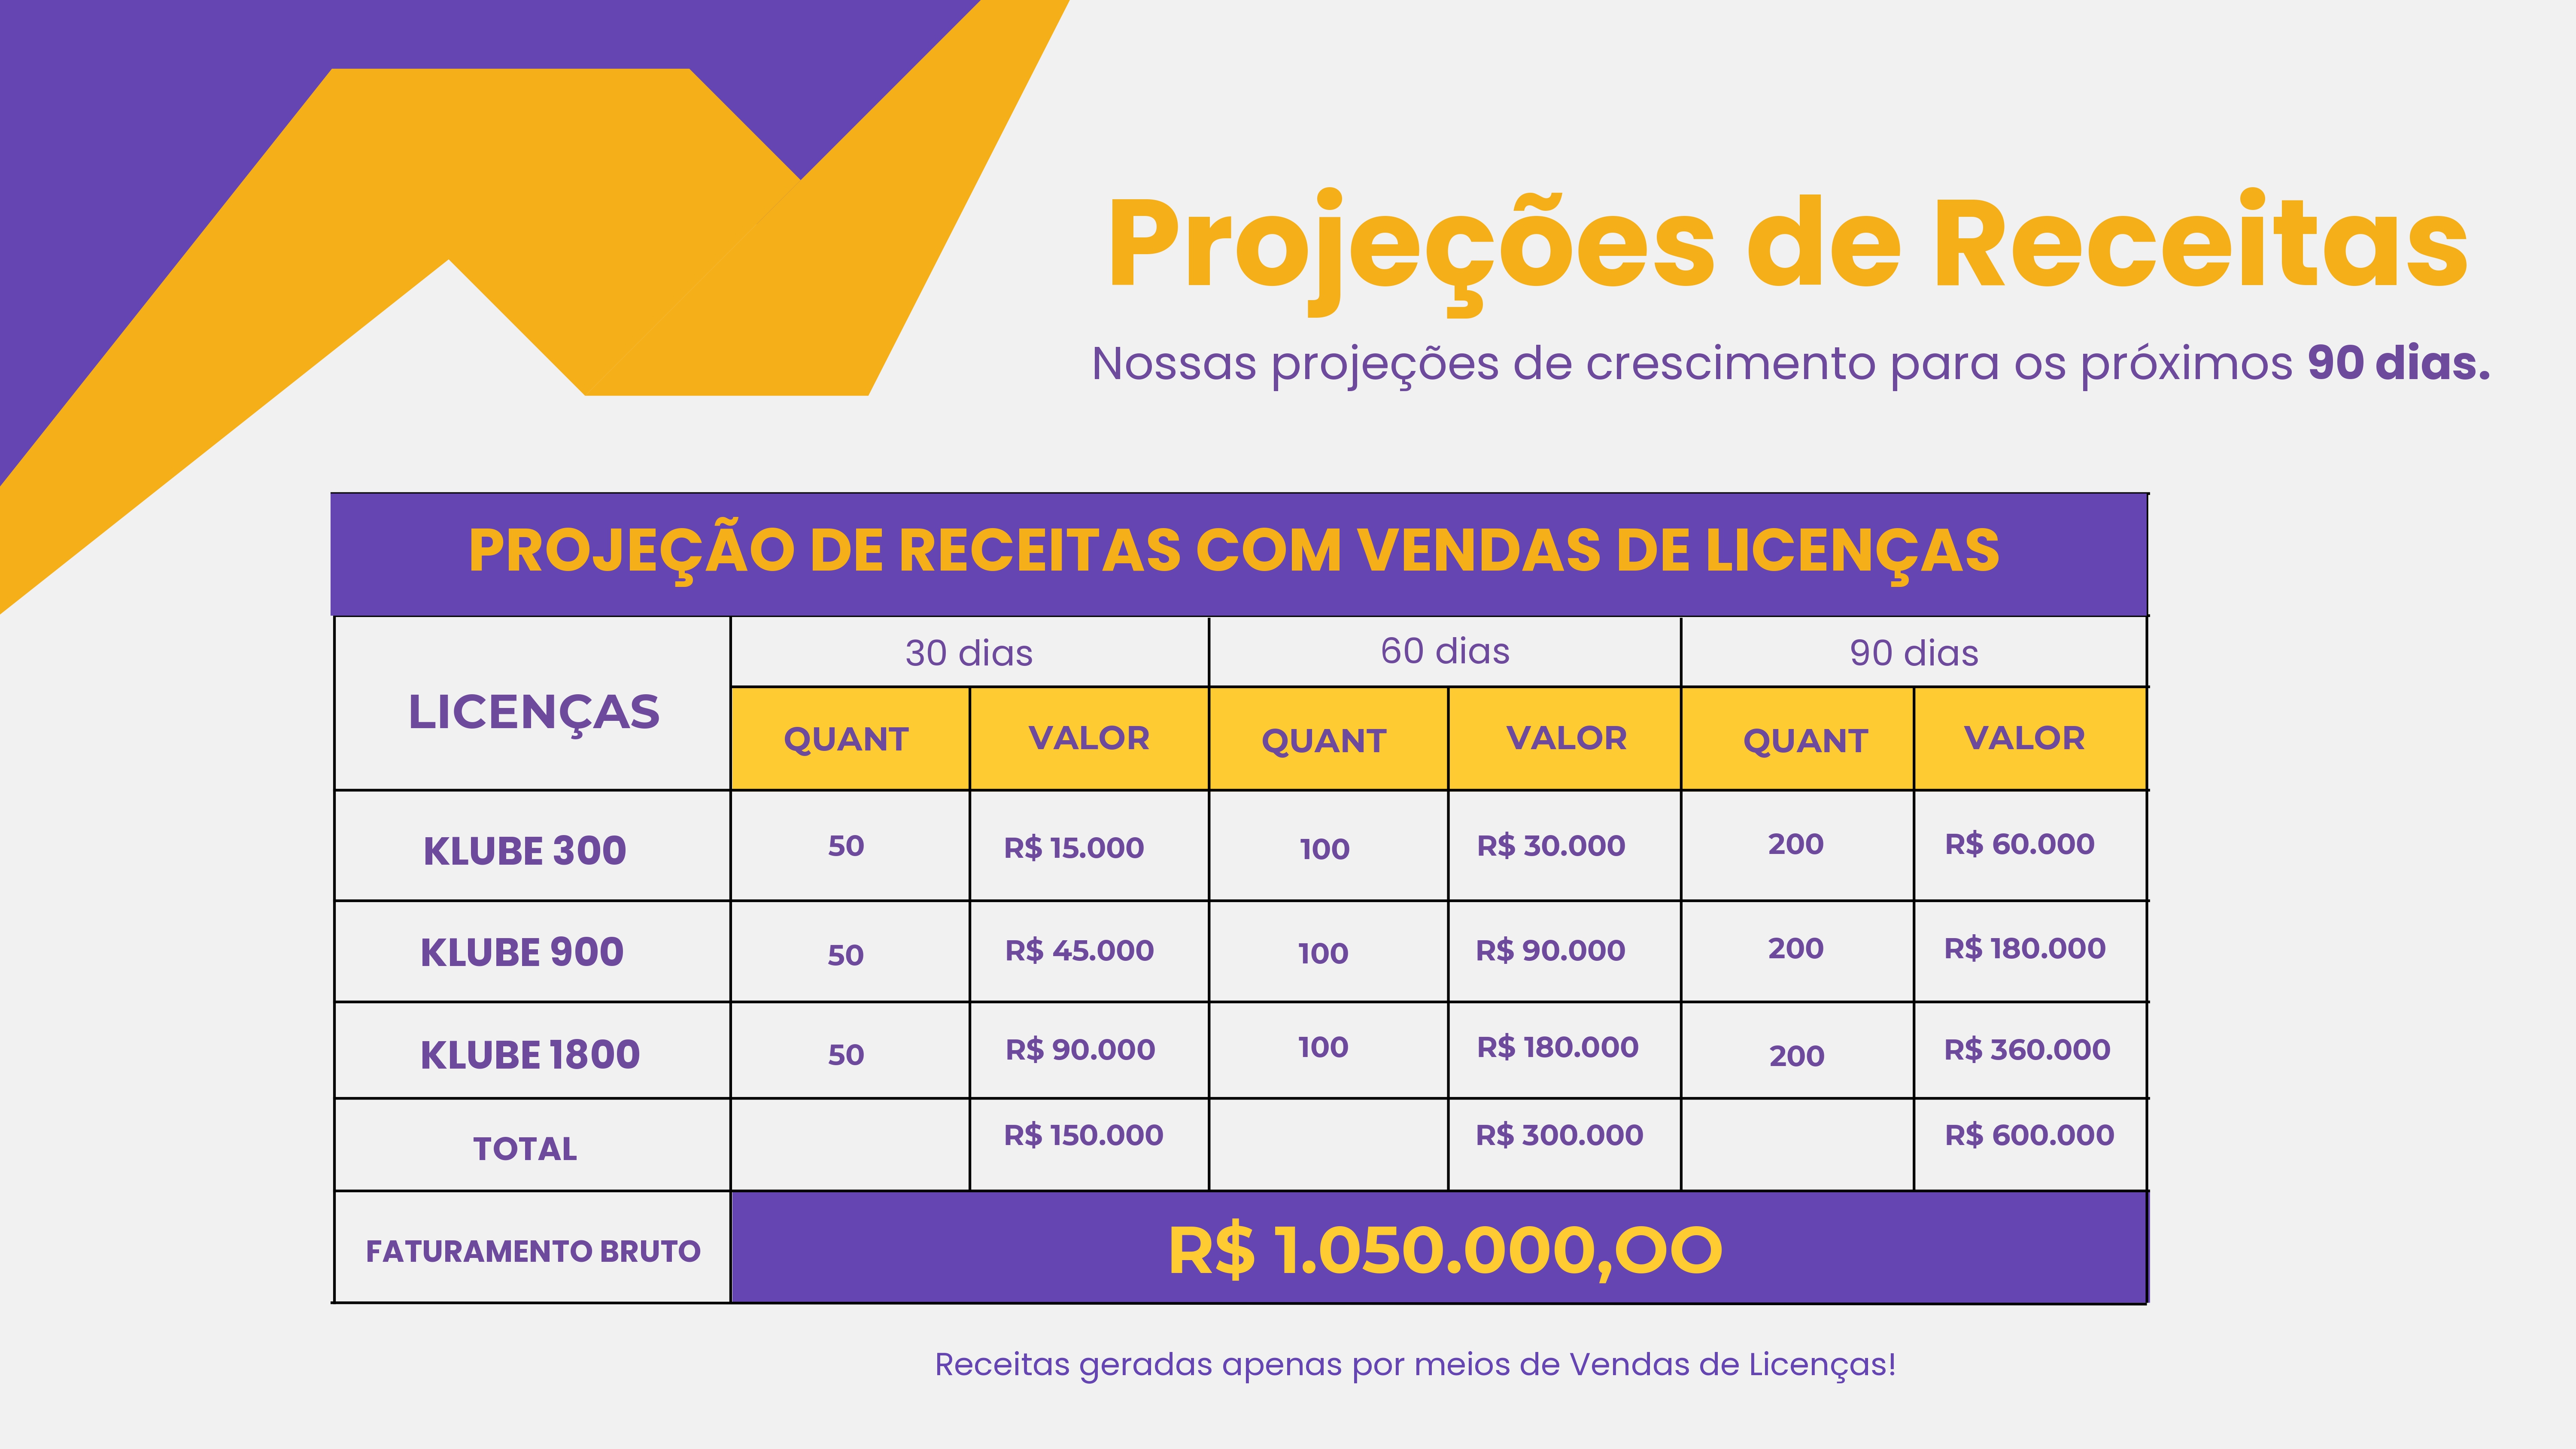 Projeções de Receitas
Nossas projeções de crescimento para os próximos 90 dias.
PROJEÇÃO DE RECEITAS COM VENDAS DE LICENÇAS
LICENÇAS 30 dias 60 dias 90 dias
QUANT VALOR QUANT VALOR QUANT VALOR
KLUBE 300 50 R$ 15.000 100 R$ 30.000 200 R$ 60.000
KLUBE 900 50 R$ 45.000 100 R$ 90.000 200 R$ 180.000
KLUBE 1800 50 R$ 90.000 100 R$ 180.000 200 R$ 360.000
TOTAL R$ 150.000 R$ 300.000 R$ 600.000
FATURAMENTO BRUTO R$ 1.050.000,OO
Receitas geradas apenas por meios de Vendas de Licenças!